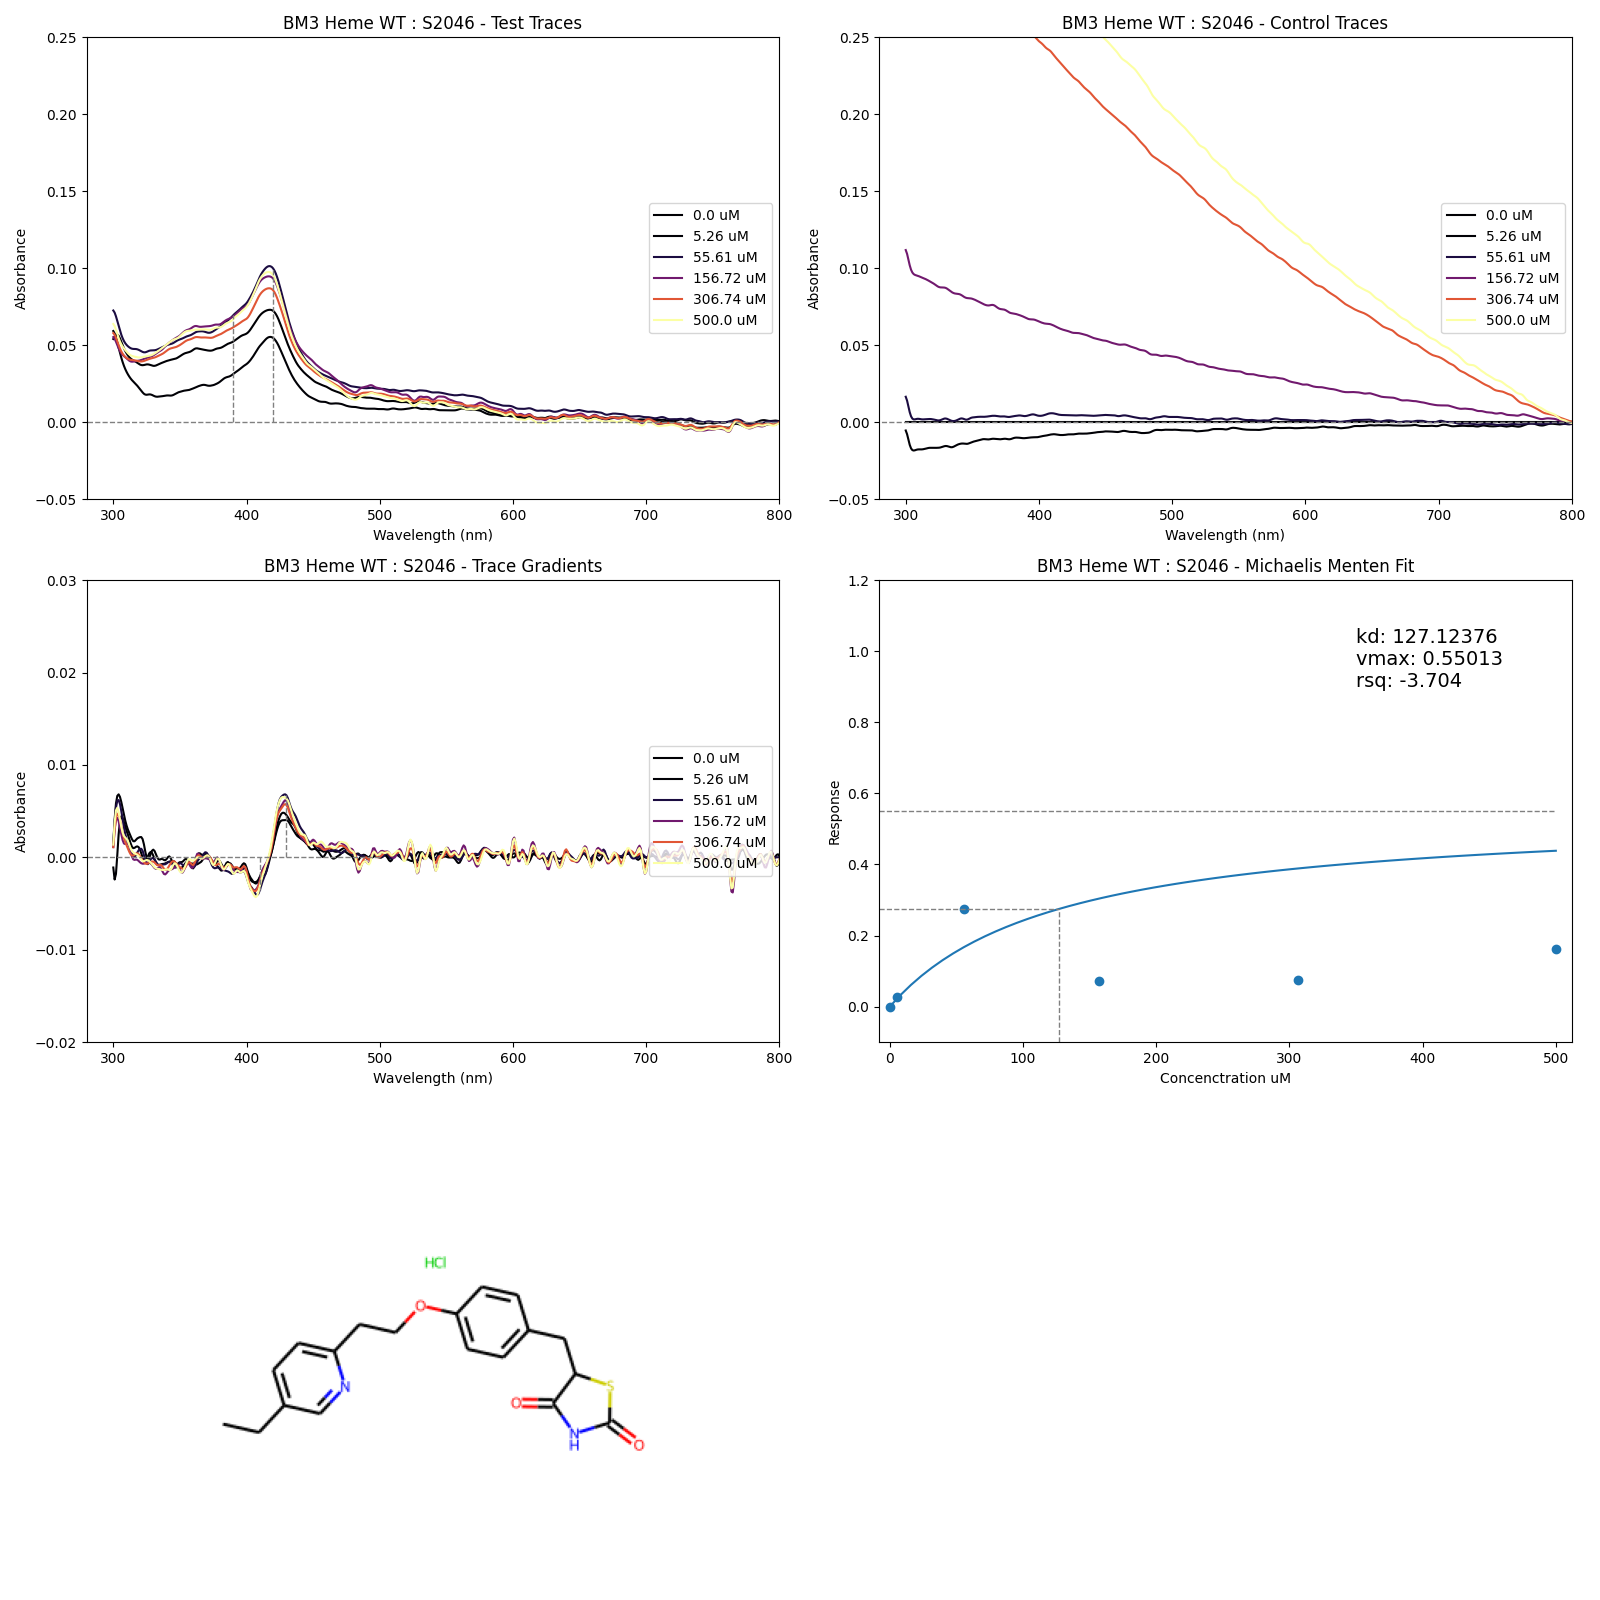 BM3 Heme WT : S2046 - Test Traces
0.25
0.20
0.15
0.10
0.05
0.00
−0.05
Absorbance
300 400 500 600 700 800
Wavelength (nm)
0.0 uM
5.26 uM
55.61 uM
156.72 uM
306.74 uM
500.0 uM
BM3 Heme WT : S2046 - Control Traces
0.25
0.20
0.15
0.10
0.05
0.00
−0.05
Absorbance
300 400 500 600 700 800
Wavelength (nm)
0.0 uM
5.26 uM
55.61 uM
156.72 uM
306.74 uM
500.0 uM
BM3 Heme WT : S2046 - Trace Gradients
0.03
0.02
0.01
0.00
−0.01
−0.02
Absorbance
300 400 500 600 700 800
Wavelength (nm)
0.0 uM
5.26 uM
55.61 uM
156.72 uM
306.74 uM
500.0 uM
BM3 Heme WT : S2046 - Michaelis Menten Fit
1.2
1.0
0.8
0.6
0.4
0.2
0.0
Response
0 100 200 300 400 500
Concenctration uM
kd: 127.12376
vmax: 0.55013
rsq: -3.704
HCl
O
N
S
O
N
H
O